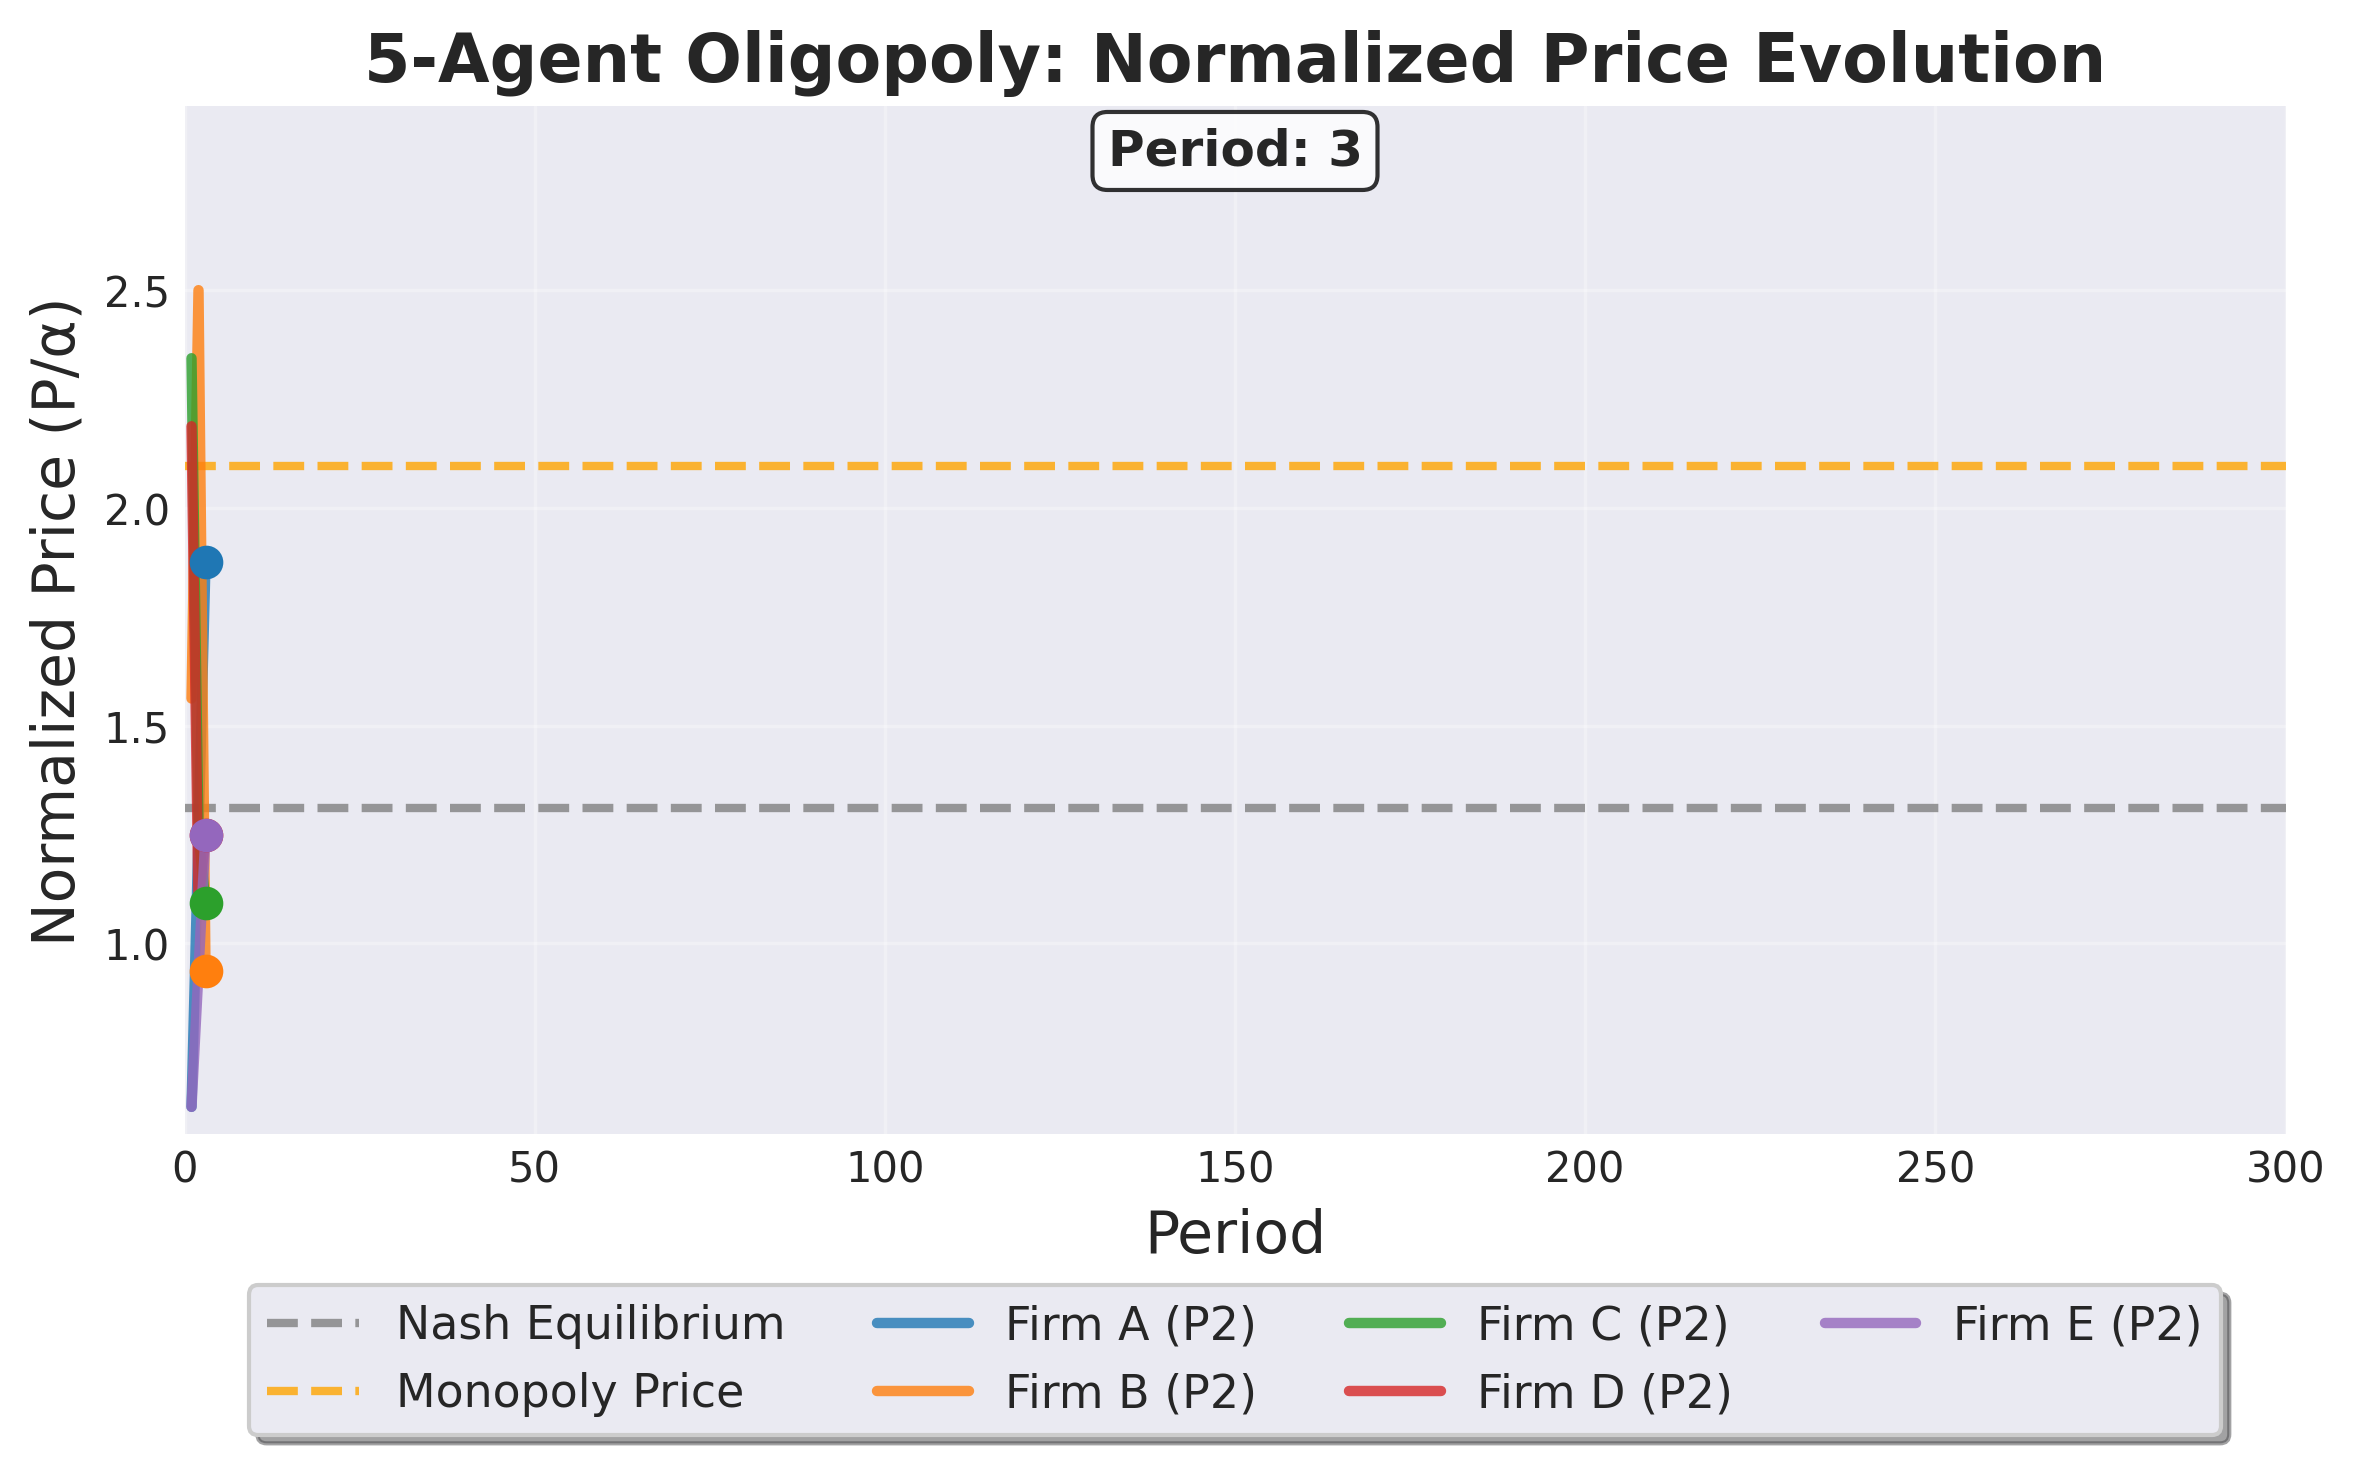 5-Agent Oligopoly: Normalized Price Evolution
Period: 3
Normalized Price (P/α)
2.5
2.0
1.5
1.0
0 50 100 150 200 250 300
Period
Nash Equilibrium Firm A (P2) Firm C (P2) Firm E (P2)
Monopoly Price Firm B (P2) Firm D (P2)